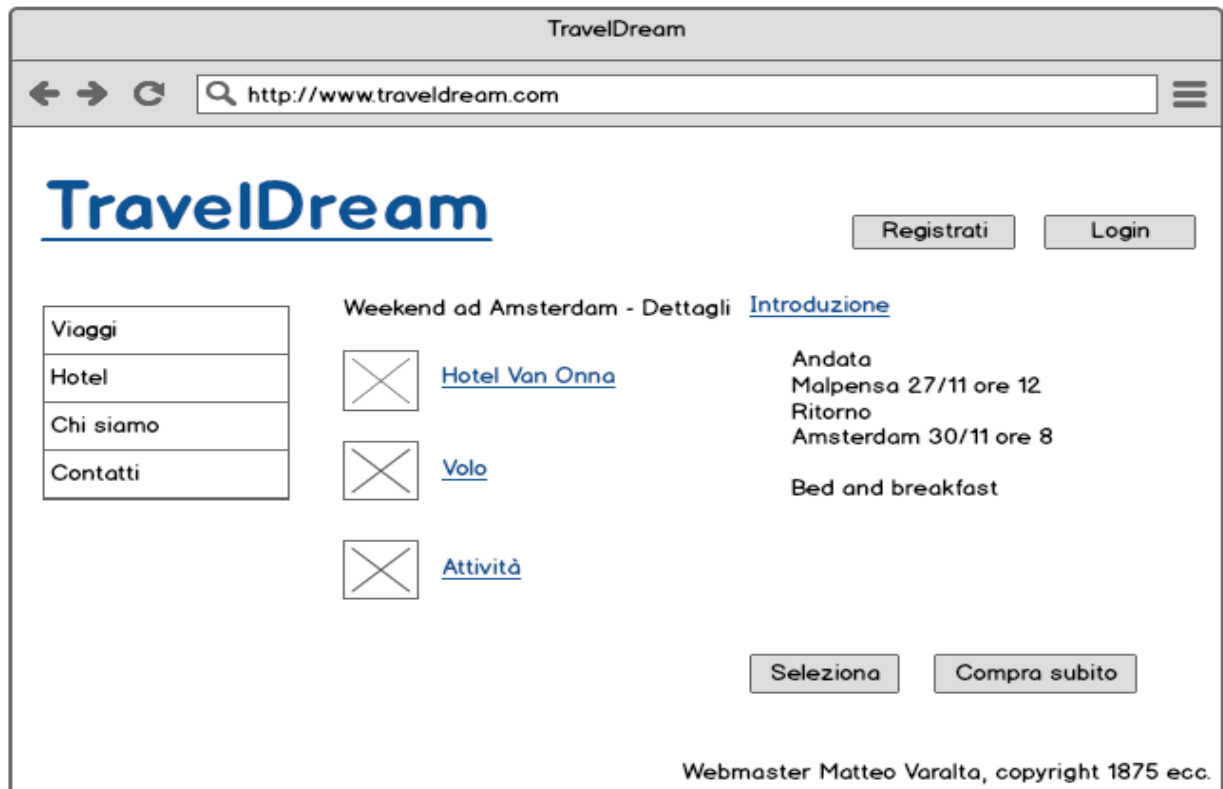 TravelDream
http://www.traveldream.com
TravelDream
Registrati
Login
Viaggi
Hotel
Chi siamo
Contatti
Weekend ad Amsterdam - Dettagli
Introduzione
Hotel Van Onna
Volo
Attività
Andata
Malpensa 27/11 ore 12
Ritorno
Amsterdam 30/11 ore 8
Bed and breakfast
Seleziona
Compra subito
Webmaster Matteo Varalta, copyright 1875 ecc.